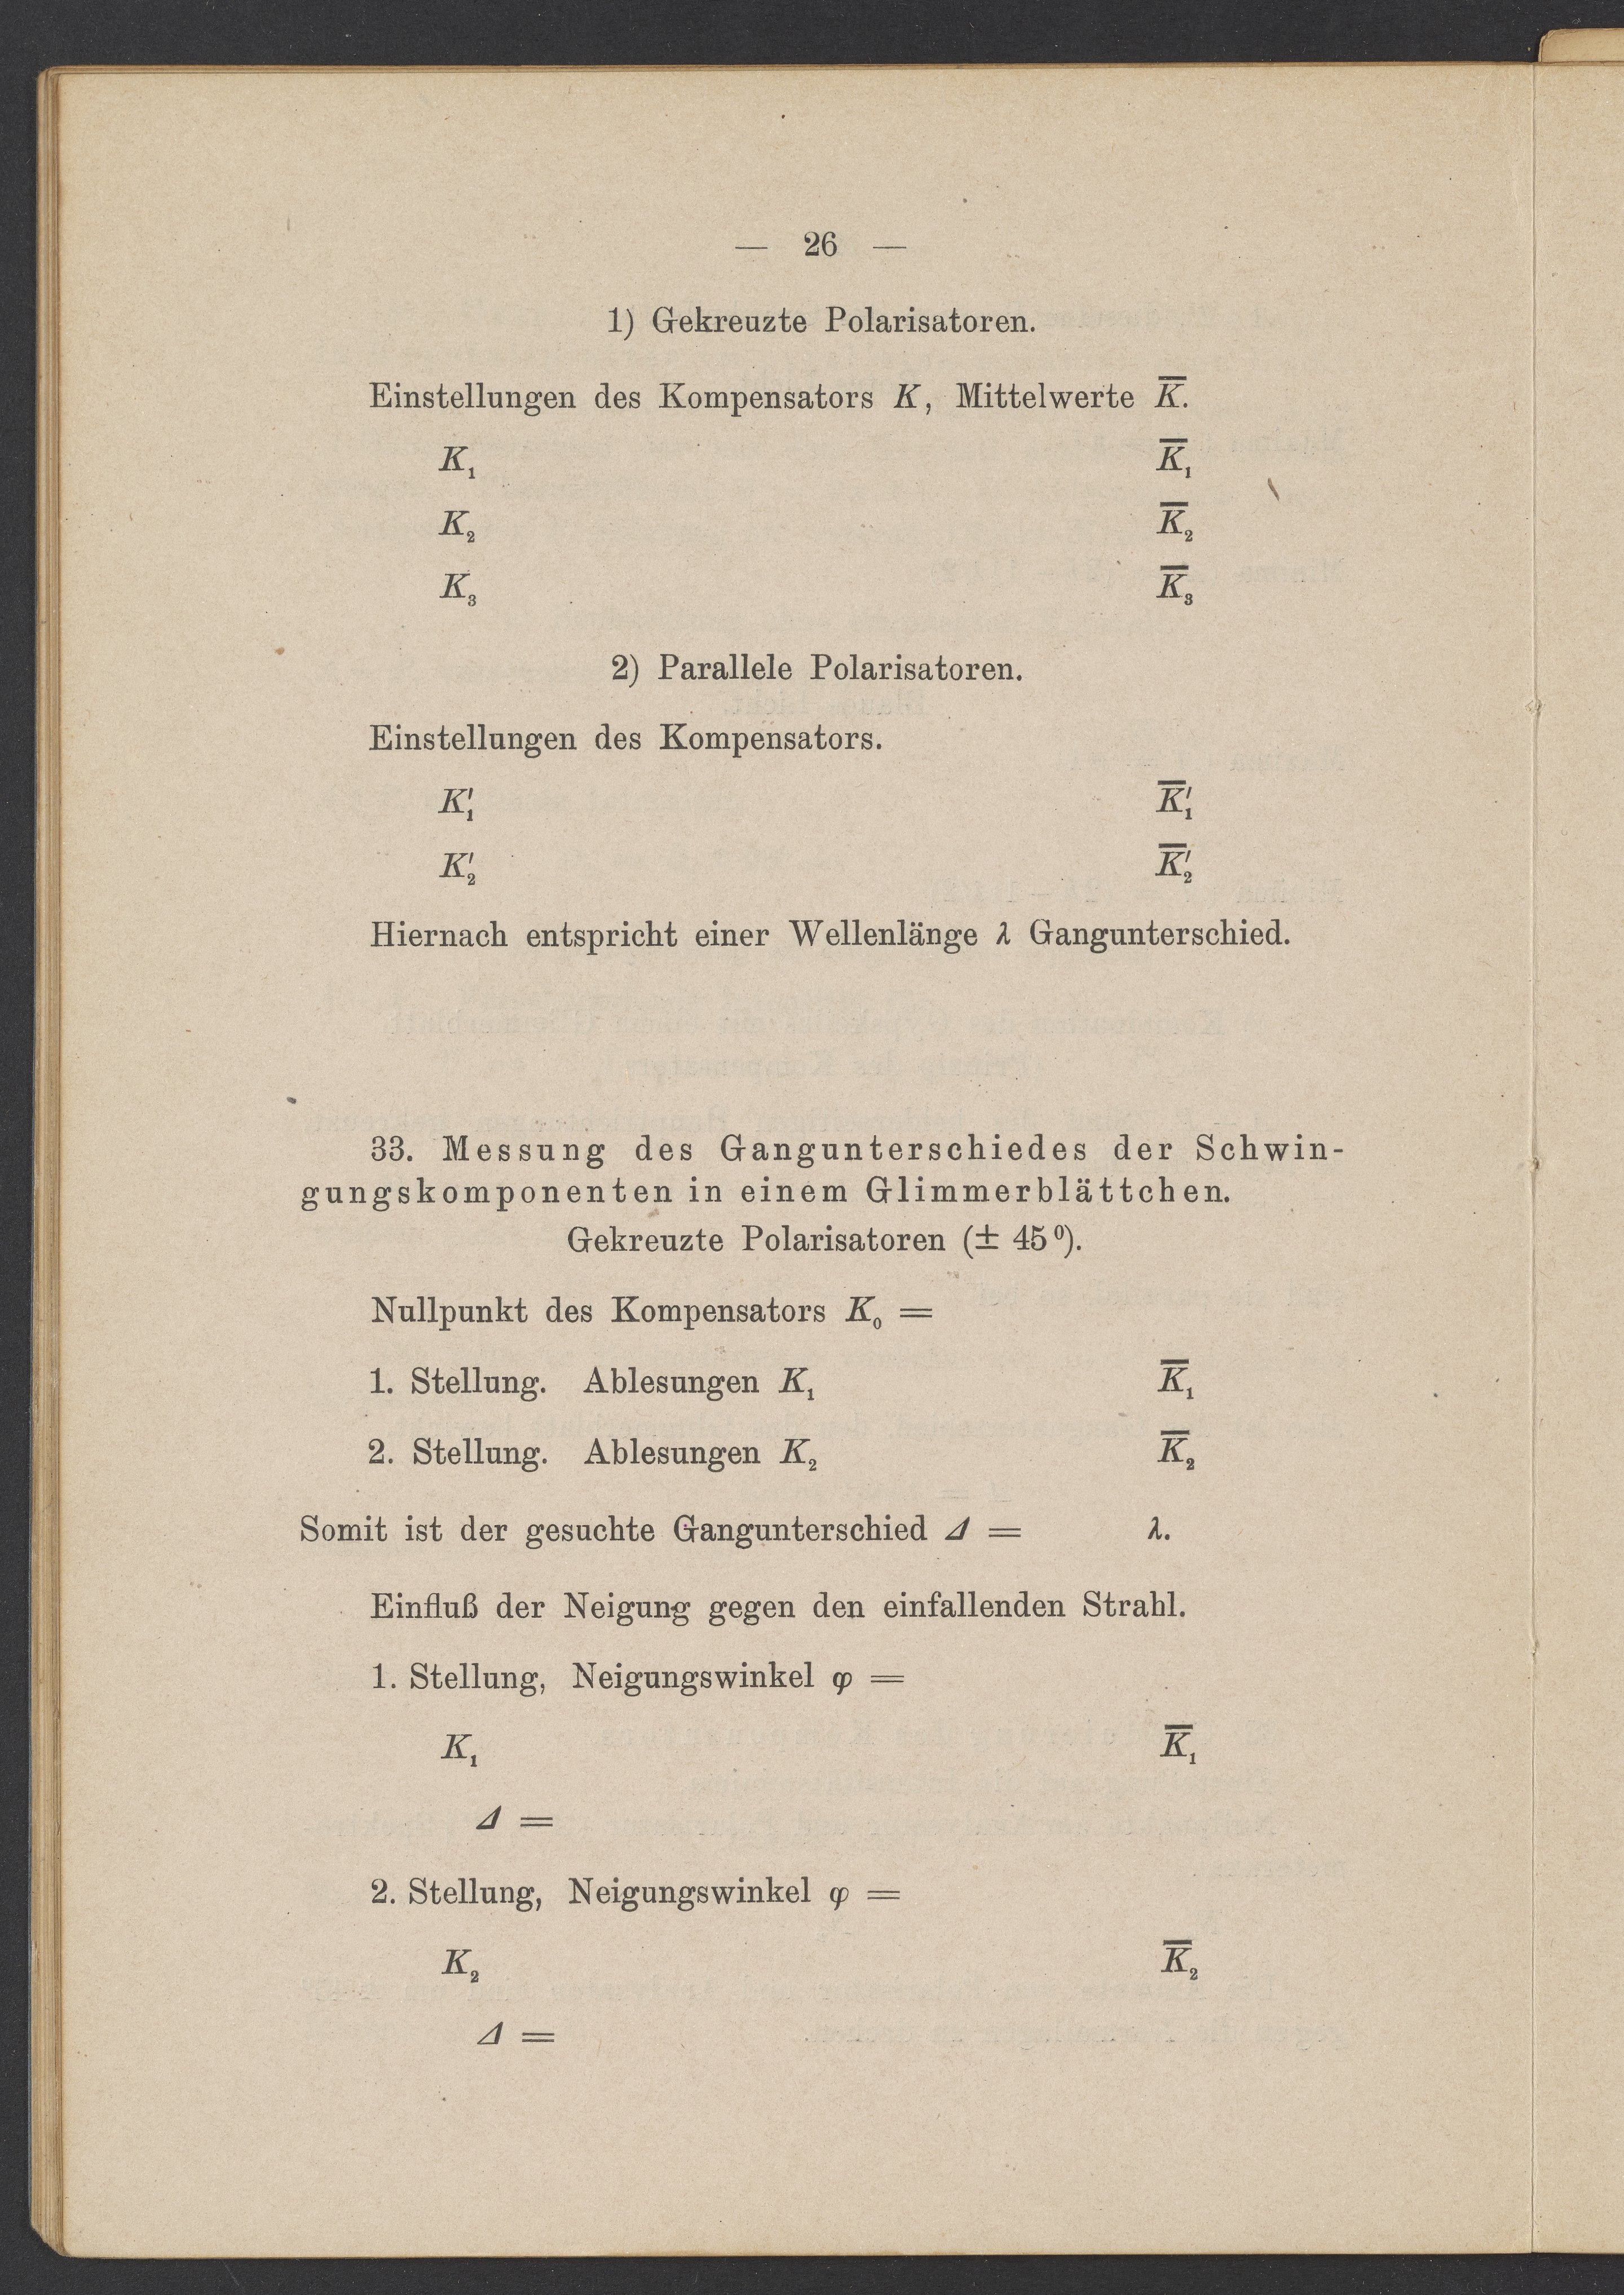 — 26 —
1) Gekreuzte Polarisatoren.
Einstellungen des Kompensators K, Mittelwerte K̅.
K₁ K̅₁
K₂ K̅₂
K₃ K̅₃
2) Parallele Polarisatoren.
Einstellungen des Kompensators.
K′₁ K̅′₁
K′₂ K̅′₂
Hiernach entspricht einer Wellenlänge λ Gangunterschied.
33. Messung des Gangunterschiedes der Schwin-
gungskomponenten in einem Glimmerblättchen.
Gekreuzte Polarisatoren (± 45⁰).
Nullpunkt des Kompensators K₀ =
1. Stellung. Ablesungen K₁ K̅₁
2. Stellung. Ablesungen K₂ K̅₂
Somit ist der gesuchte Gangunterschied Δ = λ.
Einfluß der Neigung gegen den einfallenden Strahl.
1. Stellung, Neigungswinkel φ =
K₁ K̅₁
Δ =
2. Stellung, Neigungswinkel φ =
K₂ K̅₂
Δ =